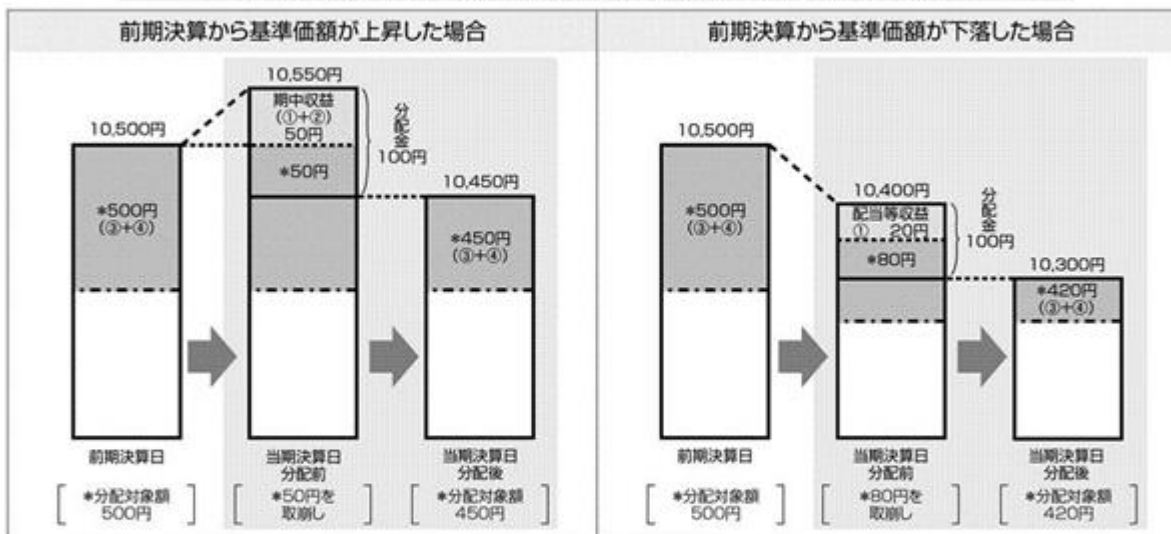 前期決算から基準価額が上昇した場合
10,550円
期中収益
(①+②)
50円
*50円
分配金
100円
10,500円
*500円
(③+④)
10,450円
*450円
(③+④)
前期決算日
当期決算日
分配前
当期決算日
分配後
*分配対象額
500円
*50円を
取崩し
*分配対象額
450円
前期決算から基準価額が下落した場合
10,500円
*500円
(③+④)
10,400円
配当等収益
① 20円
*80円
分配金
100円
10,300円
*420円
(③+④)
前期決算日
当期決算日
分配前
当期決算日
分配後
*分配対象額
500円
*80円を
取崩し
*分配対象額
420円